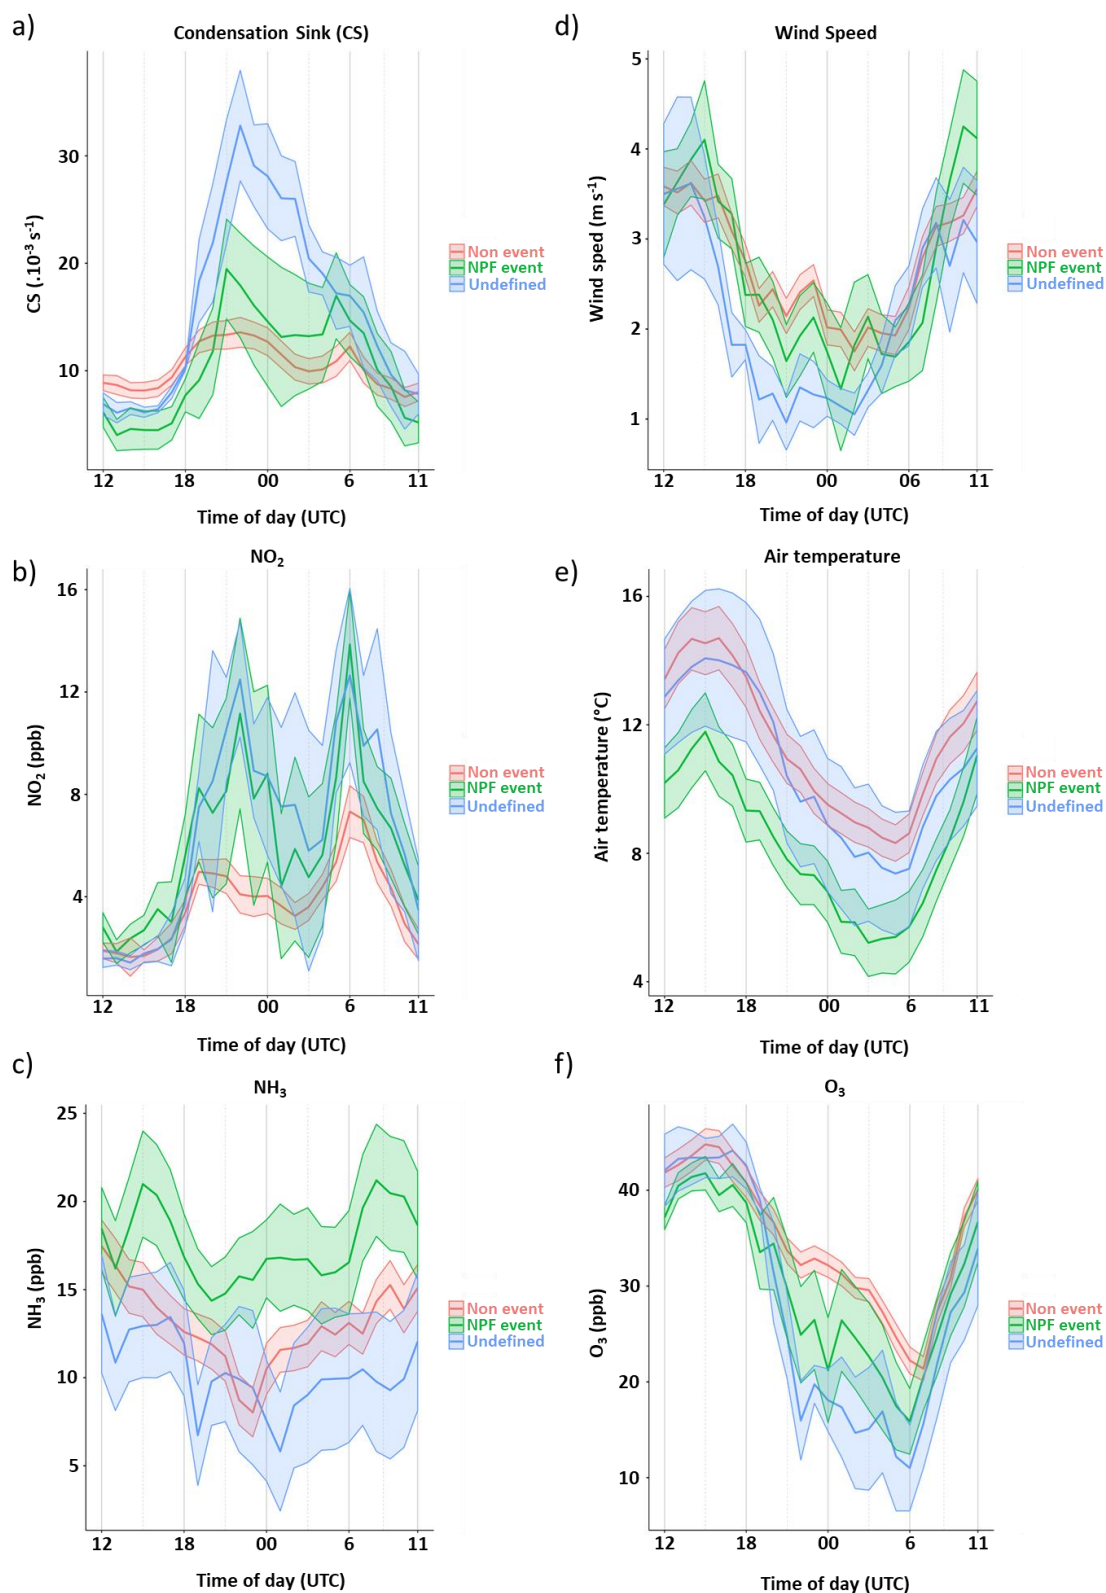 a)
Condensation Sink (CS)
CS (.10⁻³ s⁻¹)
30
20
10
12 18 00 6 11
Time of day (UTC)
Non event
NPF event
Undefined
d)
Wind Speed
Wind sped (m s⁻¹)
5
4
3
2
1
12 18 00 06 11
Time of day (UTC)
Non event
NPF event
Undefined
b)
NO₂
NO₂ (ppb)
16
12
8
4
12 18 00 6 11
Time of day (UTC)
Non event
NPF event
Undefined
e)
Air temperature
Air temperature (°C)
16
12
8
4
12 18 00 6 11
Time of day (UTC)
Non event
NPF event
Undefined
c)
NH₃
NH₃ (ppb)
25
20
15
10
5
12 18 00 6 11
Time of day (UTC)
Non event
NPF event
Undefined
f)
O₃
O₃ (ppb)
40
30
20
10
12 18 00 6 11
Time of day (UTC)
Non event
NPF event
Undefined